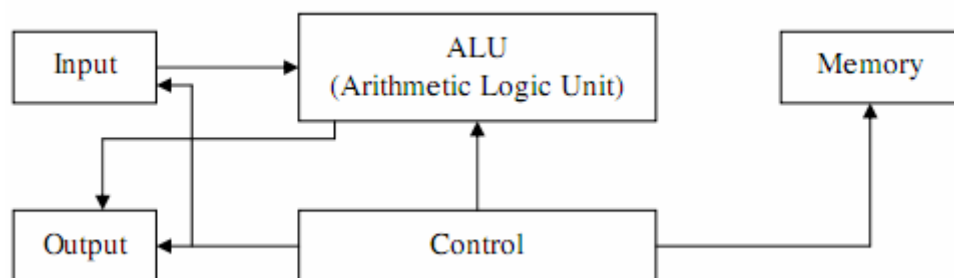 Input
ALU
(Arithmetic Logic Unit)
Memory
Output
Control